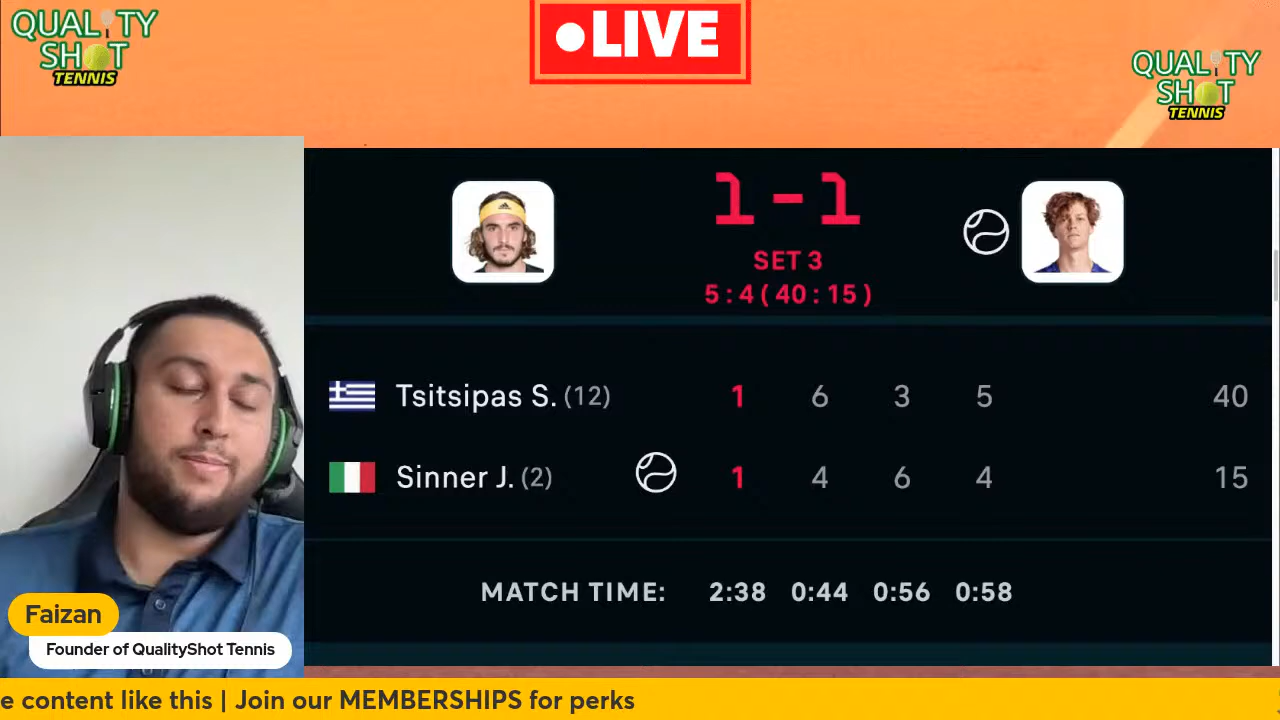 QUALITY
SHOT
TENNIS
LIVE
QUALITY
SHOT
TENNIS
1 - 1
SET 3
5 : 4 ( 40 : 15 )
Tsitsipas S. (12) 1 6 3 5 40
Sinner J. (2) 1 4 6 4 15
MATCH TIME: 2:38 0:44 0:56 0:58
Faizan
Founder of QualityShot Tennis
e content like this | Join our MEMBERSHIPS for perks